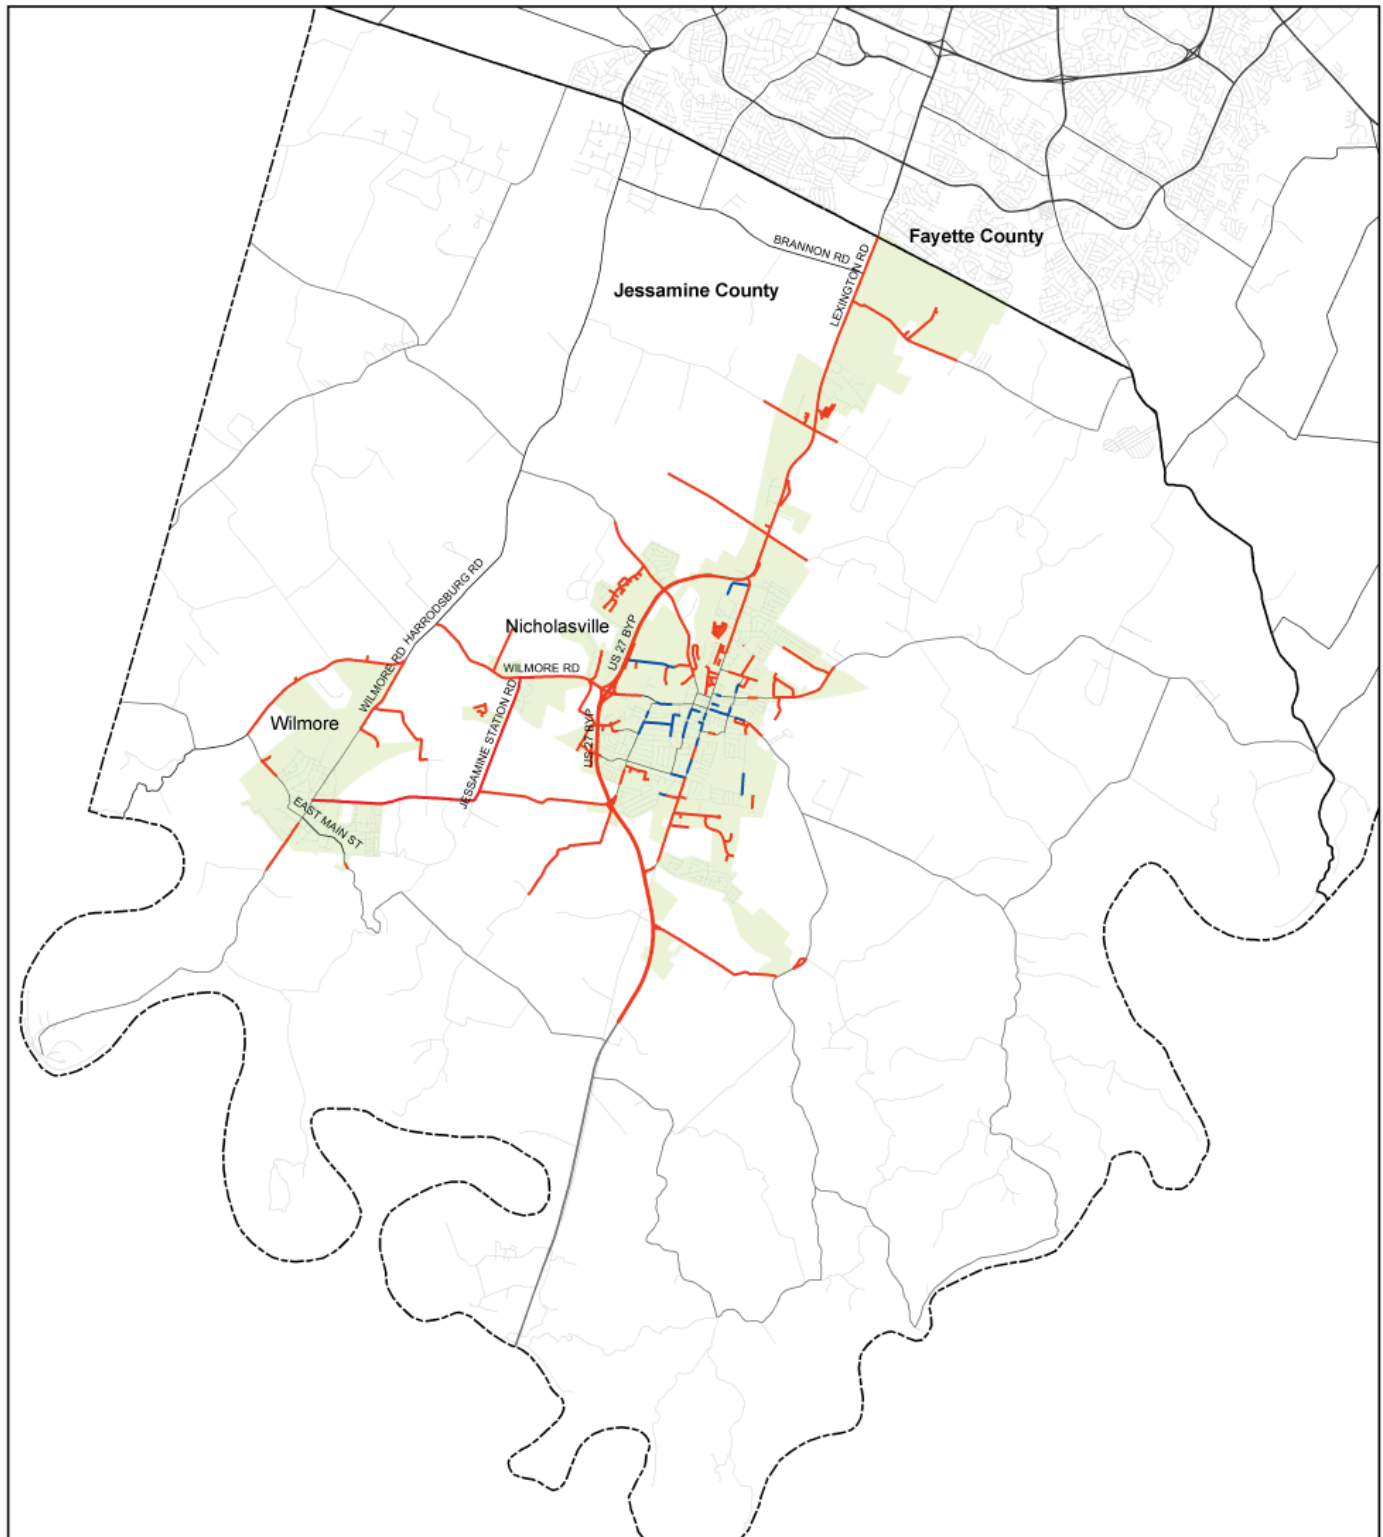 Fayette County
BRANNON RD
LEXINGTON RD
Jessamine County
HARRODSBURG RD
Nicholasville
US 27 BYP
WILMORE RD
WILMORE RD
JESSAMINE STATION RD
Wilmore
US 27 BYP
EAST MAIN ST